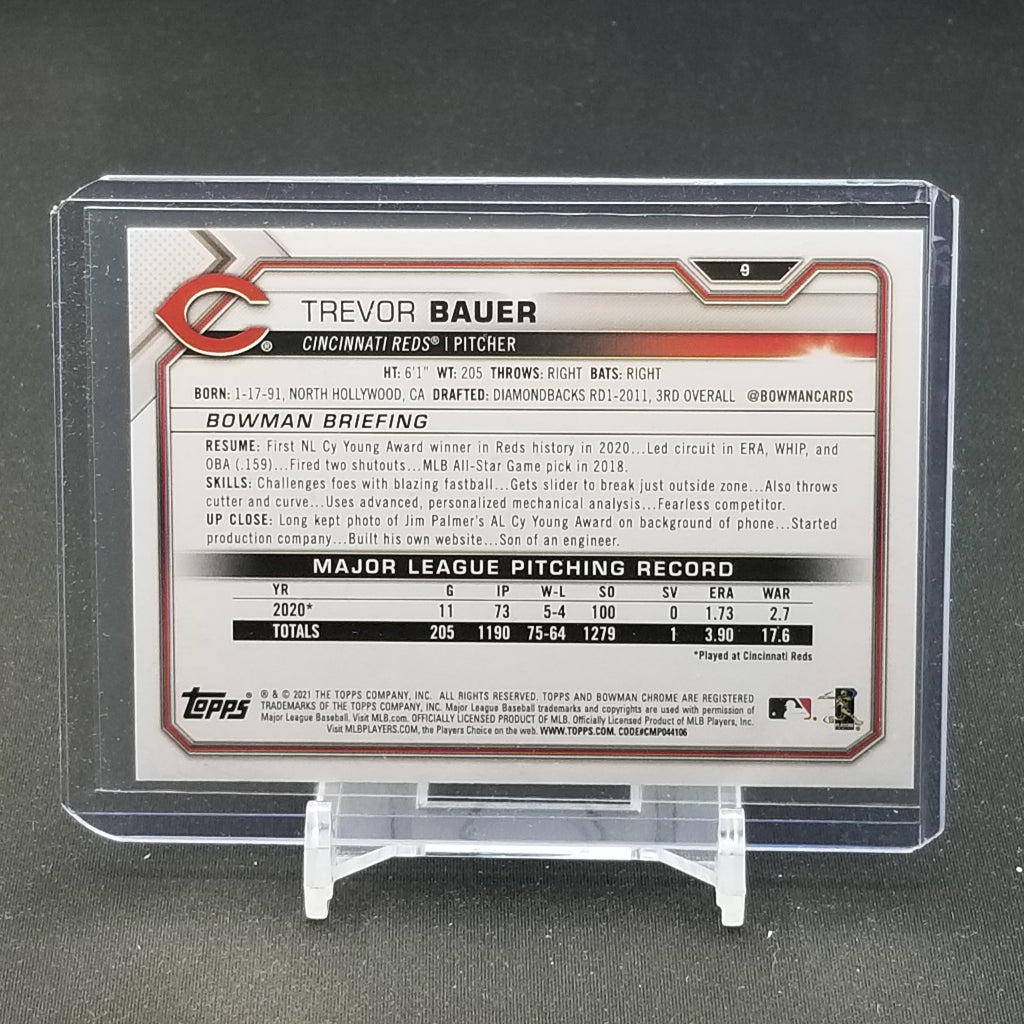 9
TREVOR BAUER
CINCINNATI REDS® | PITCHER
HT: 6'1" WT: 205 THROWS: RIGHT BATS: RIGHT
BORN: 1-17-91, NORTH HOLLYWOOD, CA DRAFTED: DIAMONDBACKS RD1-2011, 3RD OVERALL @BOWMANCARDS
BOWMAN BRIEFING
RESUME: First NL Cy Young Award winner in Reds history in 2020...Led circuit in ERA, WHIP, and
OBA (.159)...Fired two shutouts...MLB All-Star Game pick in 2018.
SKILLS: Challenges foes with blazing fastball...Gets slider to break just outside zone...Also throws
cutter and curve...Uses advanced, personalized mechanical analysis...Fearless competitor.
UP CLOSE: Long kept photo of Jim Palmer's AL Cy Young Award on background of phone...Started
production company...Built his own website...Son of an engineer.
MAJOR LEAGUE PITCHING RECORD
YR G IP W-L SO SV ERA WAR
2020* 11 73 5-4 100 0 1.73 2.7
TOTALS 205 1190 75-64 1279 1 3.90 17.6
*Played at Cincinnati Reds
Topps® ® & © 2021 THE TOPPS COMPANY, INC. ALL RIGHTS RESERVED. TOPPS AND BOWMAN CHROME ARE REGISTERED
TRADEMARKS OF THE TOPPS COMPANY, INC. Major League Baseball trademarks and copyrights are used with permission of
Major League Baseball. Visit MLB.com. OFFICIALLY LICENSED PRODUCT OF MLB. Officially Licensed Product of MLB Players, Inc.
Visit MLBPLAYERS.COM, the Players Choice on the web. WWW.TOPPS.COM. CODE#CMP044106